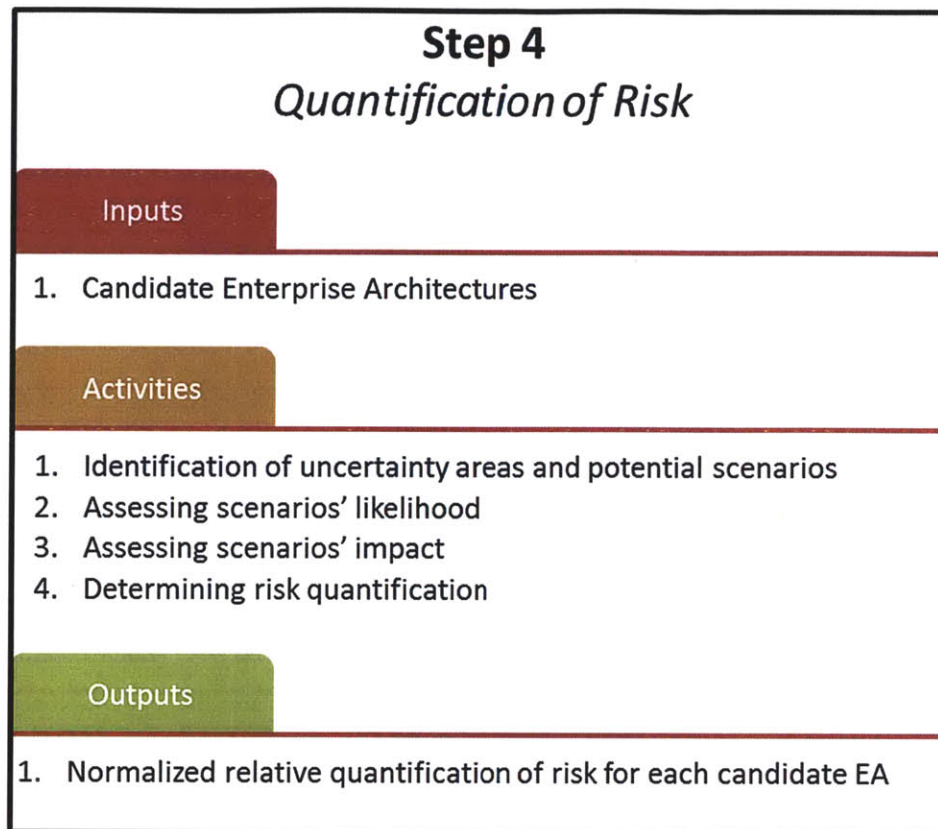 Step 4
Quantification of Risk
Inputs
1. Candidate Enterprise Architectures
Activities
1. Identification of uncertainty areas and potential scenarios
2. Assessing scenarios' likelihood
3. Assessing scenarios' impact
4. Determining risk quantification
Outputs
1. Normalized relative quantification of risk for each candidate EA